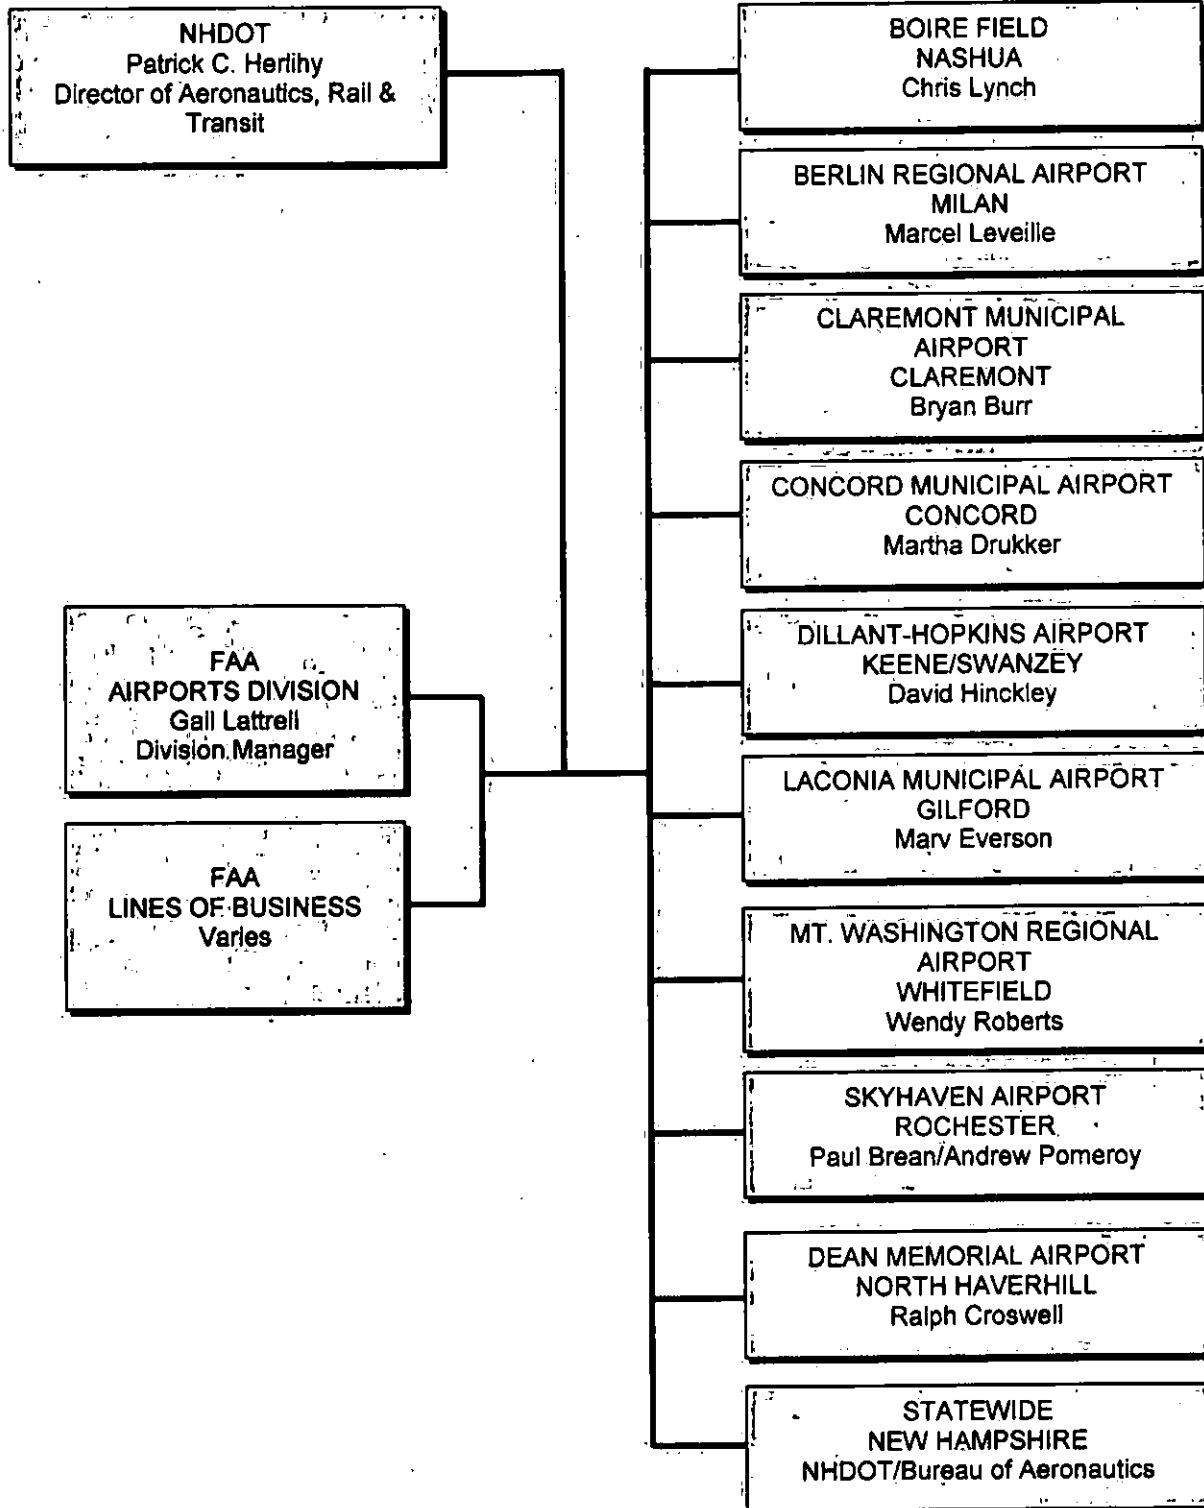 NHDOT
Patrick C. Herlihy
Director of Aeronautics, Rail &
Transit
FAA
AIRPORTS DIVISION
Gail Lattrell
Division Manager
FAA
LINES OF BUSINESS
Varies
BOIRE FIELD
NASHUA
Chris Lynch
BERLIN REGIONAL AIRPORT
MILAN
Marcel Leveille
CLAREMONT MUNICIPAL
AIRPORT
CLAREMONT
Bryan Burr
CONCORD MUNICIPAL AIRPORT
CONCORD
Martha Drukker
DILLANT-HOPKINS AIRPORT
KEENE/SWANZEY
David Hinckley
LACONIA MUNICIPAL AIRPORT
GILFORD
Marv Everson
MT. WASHINGTON REGIONAL
AIRPORT
WHITEFIELD
Wendy Roberts
SKYHAVEN AIRPORT
ROCHESTER
Paul Brean/Andrew Pomeroy
DEAN MEMORIAL AIRPORT
NORTH HAVERHILL
Ralph Croswell
STATEWIDE
NEW HAMPSHIRE
NHDOT/Bureau of Aeronautics